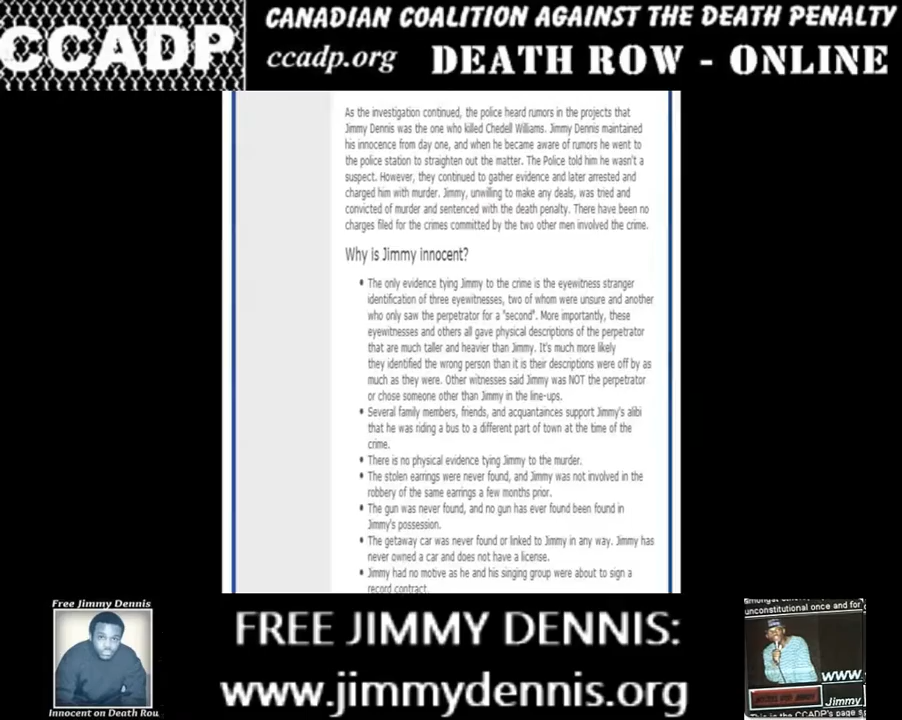 CCADP
CANADIAN COALITION AGAINST THE DEATH PENALTY
ccadp.org DEATH ROW - ONLINE
As the investigation continued, the police heard rumors in the projects that
Jimmy Dennis was the one who killed Chedell Williams. Jimmy Dennis maintained
his innocence from day one, and when he became aware of rumors he went to
the police station to straighten out the matter. The Police told him he wasn't a
suspect. However, they continued to gather evidence and later arrested and
charged him with murder. Jimmy, unwilling to make any deals, was tried and
convicted of murder and sentenced with the death penalty. There have been no
charges filed for the crimes committed by the two other men involved the crime.
Why is Jimmy innocent?
• The only evidence tying Jimmy to the crime is the eyewitness stranger
identification of three eyewitnesses, two of whom were unsure and another
who only saw the perpetrator for a "second". More importantly, these
eyewitnesses and others all gave physical descriptions of the perpetrator
that are much taller and heavier than Jimmy. It's much more likely
they identified the wrong person than it is their descriptions were off by as
much as they were. Other witnesses said Jimmy was NOT the perpetrator
or chose someone other than Jimmy in the line-ups.
• Several family members, friends, and acquantainces support Jimmy's alibi
that he was riding a bus to a different part of town at the time of the
crime.
• There is no physical evidence tying Jimmy to the murder.
• The stolen earrings were never found, and Jimmy was not involved in the
robbery of the same earrings a few months prior.
• The gun was never found, and no gun has ever found been found in
Jimmy's possession.
• The getaway car was never found or linked to Jimmy in any way. Jimmy has
never owned a car and does not have a license.
• Jimmy had no motive as he and his singing group were about to sign a
record contract.
Free Jimmy Dennis
Innocent on Death Row
FREE JIMMY DENNIS:
www.jimmydennis.org
unconstitutional once and for
www.
Jimmy
This is the CCADP's page